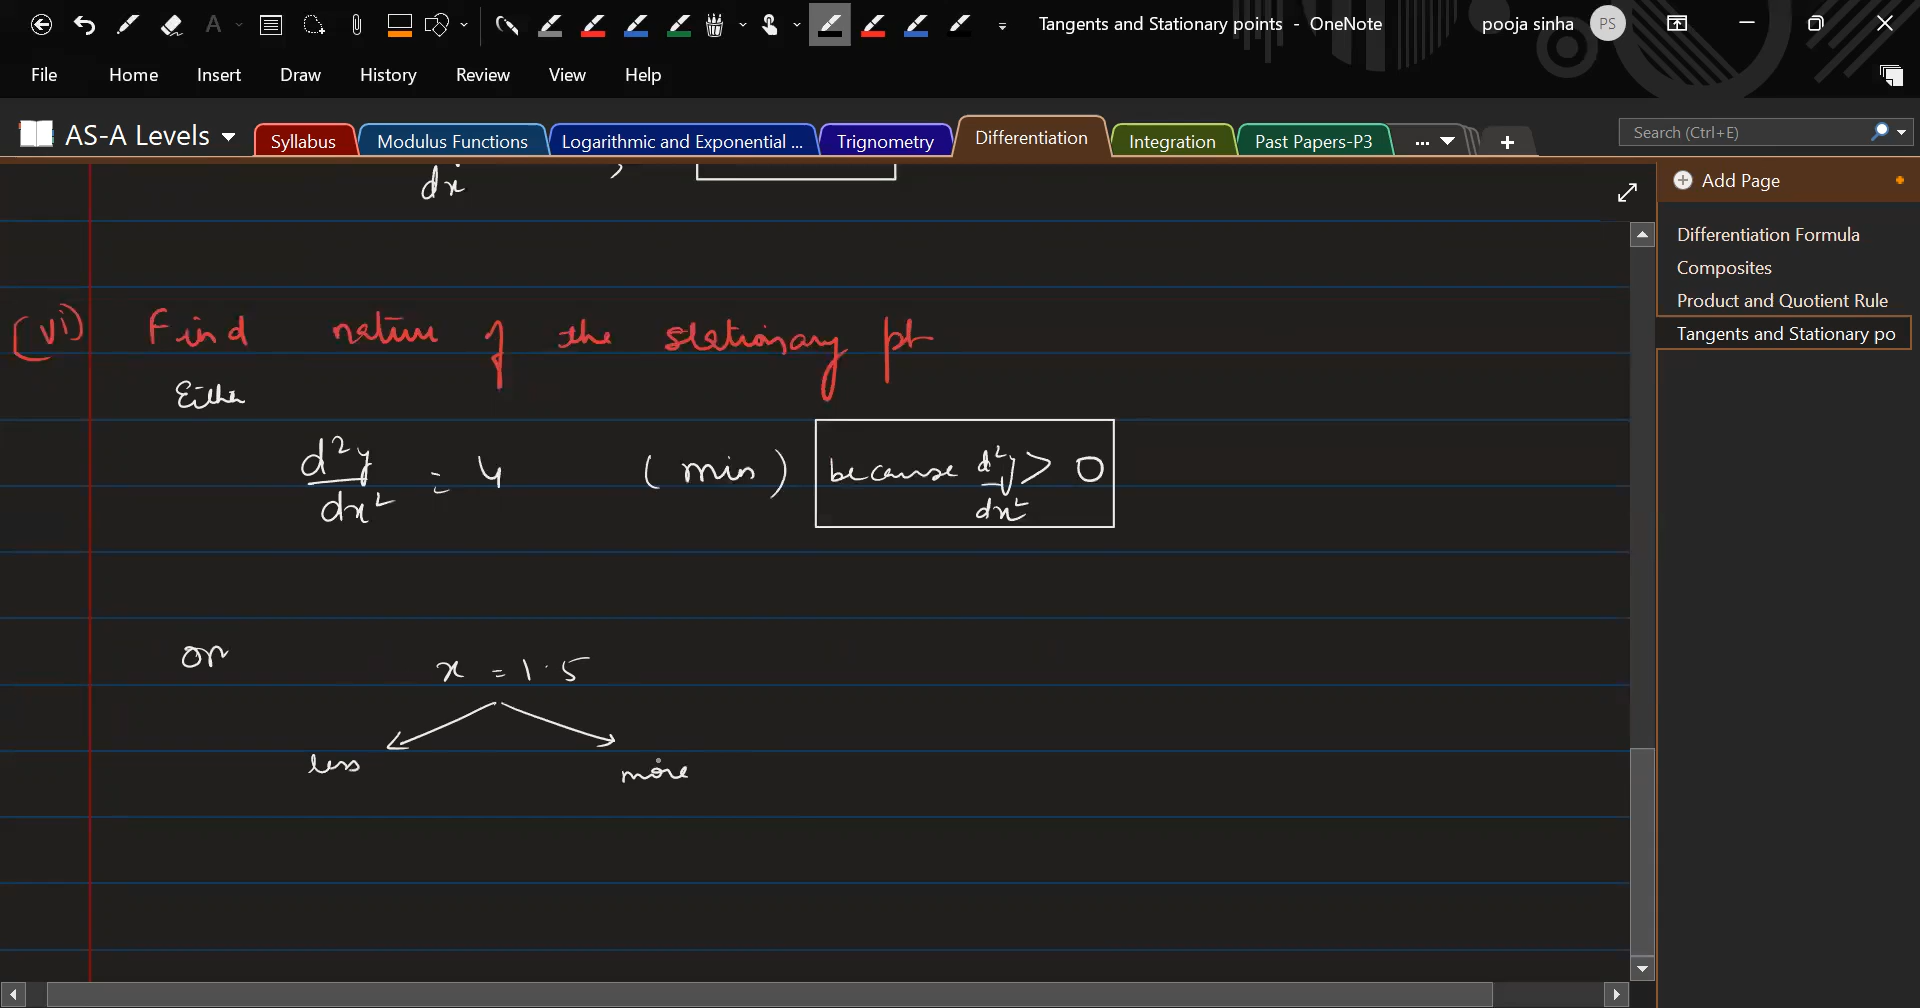 Tangents and Stationary points - OneNote
pooja sinha PS
File Home Insert Draw History Review View Help
AS-A Levels Syllabus Modulus Functions Logarithmic and Exponential ... Trignometry Differentiation Integration Past Papers-P3 ... + Search (Ctrl+E)
Add Page
Differentiation Formula
Composites
Product and Quotient Rule
Tangents and Stationary po
dx
(vi) Find nature of the stationary pt
Either
d²y/dx² = 4 (min) because d²y/dx² > 0
or x = 1.5
less more